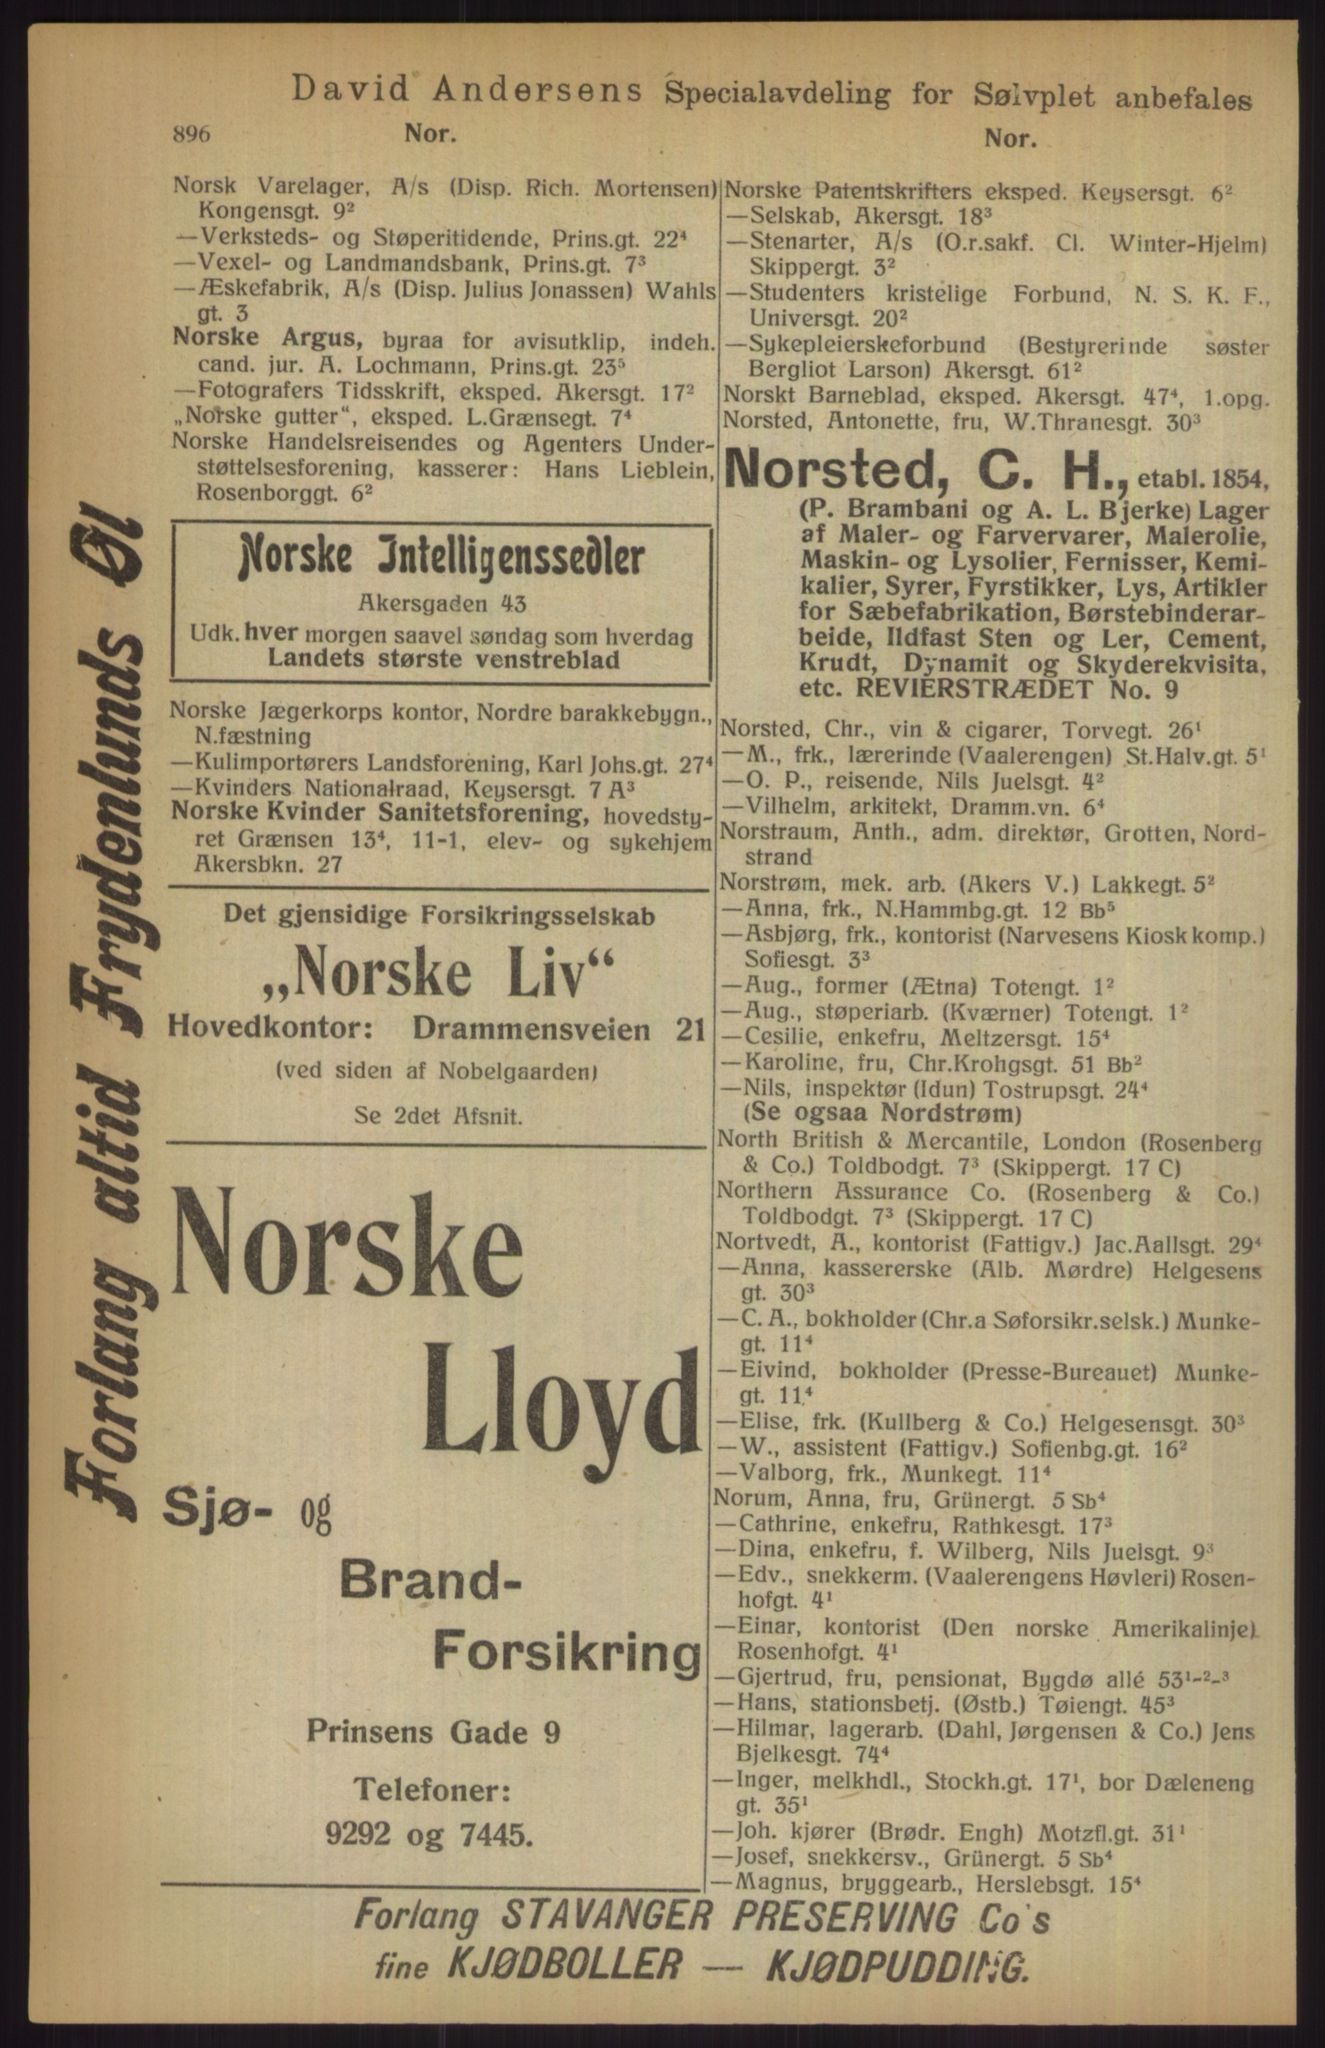 David Andersens Specialavdeling for Sølvplet anbefales
896 Nor. Nor.
Norsk Varelager, A/s (Disp. Rich. Mortensen)
Kongensgt. 9²
—Verksteds- og Støperitidende, Prins.gt. 22⁴
—Vexel- og Landmandsbank, Prins.gt. 7³
—Æskefabrik, A/s (Disp. Julius Jonassen) Wahls
gt. 3
Norske Argus, byraa for avisutklip, indeh.
cand. jur. A. Lochmann, Prins.gt. 23⁵
—Fotografers Tidsskrift, eksped. Akersgt. 17²
„Norske gutter“, eksped. L.Grænsegt. 7⁴
Norske Handelsreisendes og Agenters Under-
støttelsesforening, kasserer: Hans Lieblein,
Rosenborggt. 6²
Norske Intelligenssedler
Akersgaden 43
Udk. hver morgen saavel søndag som hverdag
Landets største venstreblad
Norske Jægerkorps kontor, Nordre barakkebygn.,
N.fæstning
—Kulimportørers Landsforening, Karl Johs.gt. 27⁴
—Kvinders Nationalraad, Keysersgt. 7 A³
Norske Kvinder Sanitetsforening, hovedsty-
ret Grænsen 13⁴, 11-1, elev- og sykehjem
Akersbkn. 27
Det gjensidige Forsikringsselskab
„Norske Liv“
Hovedkontor: Drammensveien 21
(ved siden af Nobelgaarden)
Se 2det Afsnit.
Norske
Lloyd
Sjø- og
Brand-
Forsikring
Prinsens Gade 9
Telefoner:
9292 og 7445.
Norske Patentskrifters eksped. Keysersgt. 6²
—Selskab, Akersgt. 18³
—Stenarter, A/s (O.r.sakf. Cl. Winter-Hjelm)
Skippergt. 3²
—Studenters kristelige Forbund, N. S. K. F.,
Universgt. 20²
—Sykepleierskeforbund (Bestyrerinde søster
Bergliot Larson) Akersgt. 61²
Norskt Barneblad, eksped. Akersgt. 47⁴, 1.opg.
Norsted, Antonette, fru, W.Thranesgt. 30³
Norsted, C. H., etabl. 1854,
(P. Brambani og A. L. Bjerke) Lager
af Maler- og Farvervarer, Malerolie,
Maskin- og Lysolier, Fernisser, Kemi-
kalier, Syrer, Fyrstikker, Lys, Artikler
for Sæbefabrikation, Børstebinderar-
beide, Ildfast Sten og Ler, Cement,
Krudt, Dynamit og Skyderekvisita,
etc. REVIERSTRÆDET No. 9
Norsted, Chr., vin & cigarer, Torvegt. 26¹
—M., frk., lærerinde (Vaalerengen) St.Halv.gt. 5¹
—O. P., reisende, Nils Juelsgt. 4²
—Vilhelm, arkitekt, Dramm.vn. 6⁴
Norstraum, Anth., adm. direktør, Grotten, Nord-
strand
Norstrøm, mek. arb. (Akers V.) Lakkegt. 5²
—Anna, frk., N.Hammbg.gt. 12 Bb⁵
—Asbjørg, frk., kontorist (Narvesens Kiosk komp.)
Sofiesgt. 3³
—Aug., former (Ætna) Totengt. 1²
—Aug., støperiarb. (Kværner) Totengt. 1²
—Cesilie, enkefru, Meltzersgt. 15⁴
—Karoline, fru, Chr.Krohgsgt. 51 Bb²
—Nils, inspektør (Idun) Tostrupsgt. 24⁴
(Se ogsaa Nordstrøm)
North British & Mercantile, London (Rosenberg
& Co.) Toldbodgt. 7³ (Skippergt. 17 C)
Northern Assurance Co. (Rosenberg & Co.)
Toldbodgt. 7³ (Skippergt. 17 C)
Nortvedt, A., kontorist (Fattigv.) Jac.Aallsgt. 29⁴
—Anna, kassererske (Alb. Mørdre) Helgesens
gt. 30³
—C. A., bokholder (Chr.a Søforsikr.selsk.) Munke-
gt. 11⁴
—Eivind, bokholder (Presse-Bureauet) Munke-
gt. 11⁴
—Elise, frk. (Kullberg & Co.) Helgesensgt. 30³
—W., assistent (Fattigv.) Sofienbg.gt. 16²
—Valborg, frk., Munkegt. 11⁴
Norum, Anna, fru, Grünergt. 5 Sb⁴
—Cathrine, enkefru, Rathkesgt. 17³
—Dina, enkefru, f. Wilberg, Nils Juelsgt. 9³
—Edv., snekkerm. (Vaalerengens Høvleri) Rosen-
hofgt. 4¹
—Einar, kontorist (Den norske Amerikalinje)
Rosenhofgt. 4¹
—Gjertrud, fru, pensionat, Bygdø allé 53¹-²-³
—Hans, stationsbetj. (Østb.) Tøiengt. 45³
—Hilmar, lagerarb. (Dahl, Jørgensen & Co.) Jens
Bjelkesgt. 74⁴
—Inger, melkhdl., Stockh.gt. 17¹, bor Dæleneng
gt. 35¹
—Joh. kjører (Brødr. Engh) Motzfl.gt. 31¹
—Josef, snekkersv., Grünergt. 5 Sb⁴
—Magnus, bryggearb., Herslebsgt. 15⁴
Forlang altid Frydenlunds Øl
Forlang STAVANGER PRESERVING Co's
fine KJØDBOLLER — KJØDPUDDING.